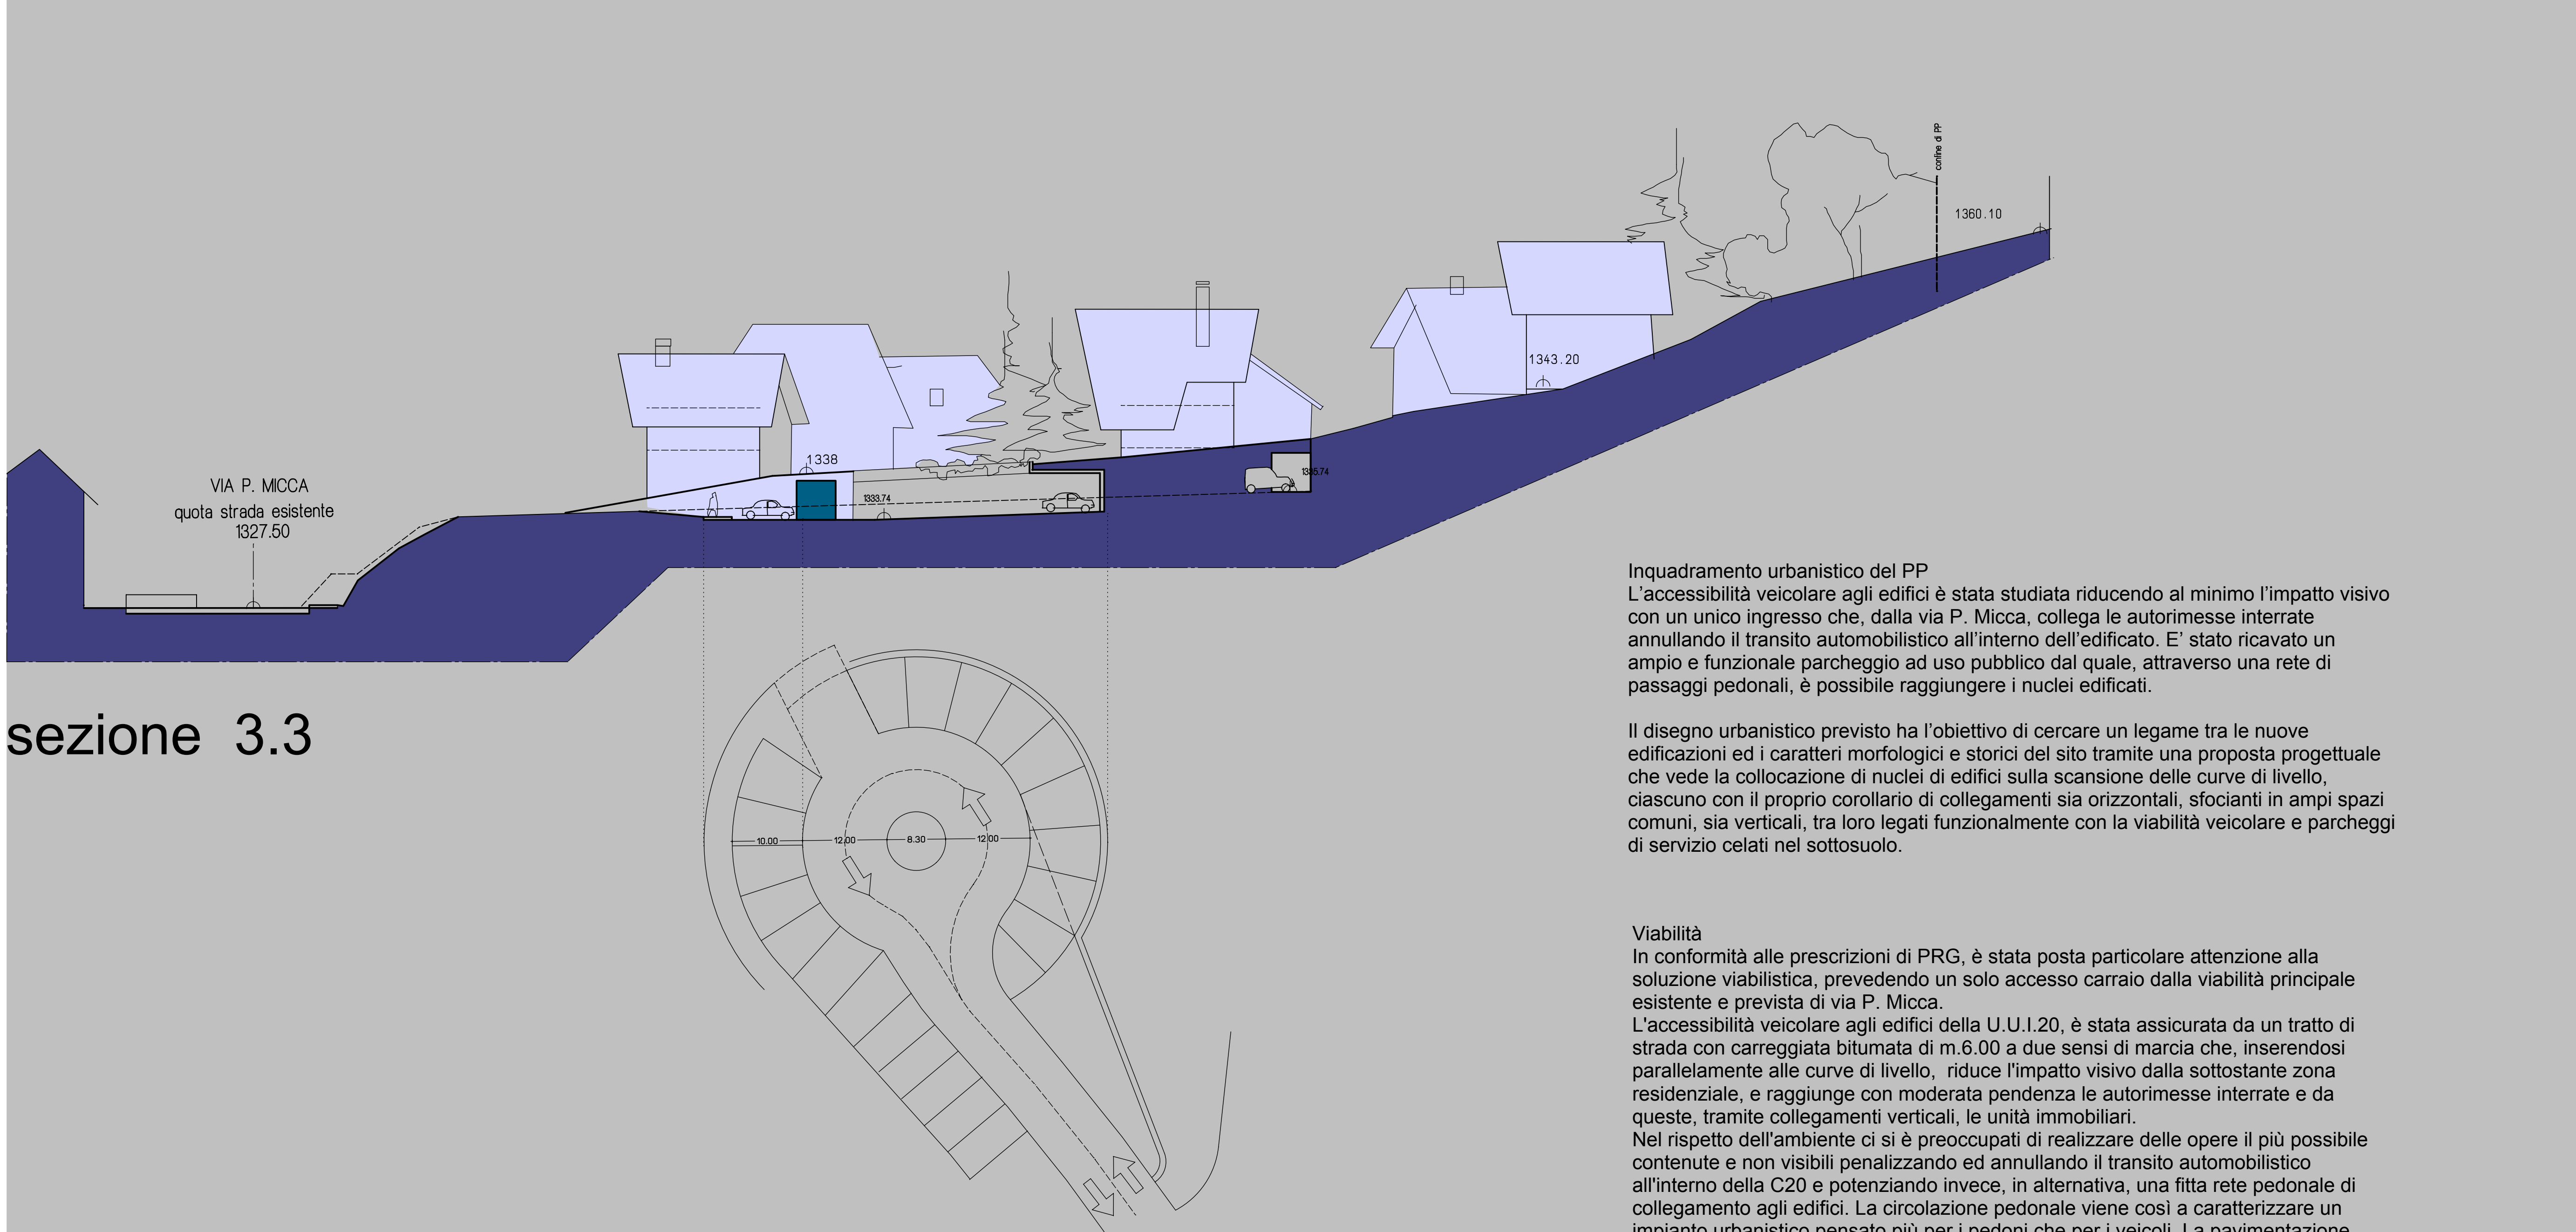 confine di PP
1360.10
1343.20
1338
1335.74
1333.74
VIA P. MICCA
quota strada esistente
1327.50
sezione 3.3
10.00
12.00
8.30
12.00
Inquadramento urbanistico del PP
L’accessibilità veicolare agli edifici è stata studiata riducendo al minimo l’impatto visivo
con un unico ingresso che, dalla via P. Micca, collega le autorimesse interrate
annullando il transito automobilistico all’interno dell’edificato. E’ stato ricavato un
ampio e funzionale parcheggio ad uso pubblico dal quale, attraverso una rete di
passaggi pedonali, è possibile raggiungere i nuclei edificati.
Il disegno urbanistico previsto ha l’obiettivo di cercare un legame tra le nuove
edificazioni ed i caratteri morfologici e storici del sito tramite una proposta progettuale
che vede la collocazione di nuclei di edifici sulla scansione delle curve di livello,
ciascuno con il proprio corollario di collegamenti sia orizzontali, sfocianti in ampi spazi
comuni, sia verticali, tra loro legati funzionalmente con la viabilità veicolare e parcheggi
di servizio celati nel sottosuolo.
Viabilità
In conformità alle prescrizioni di PRG, è stata posta particolare attenzione alla
soluzione viabilistica, prevedendo un solo accesso carraio dalla viabilità principale
esistente e prevista di via P. Micca.
L'accessibilità veicolare agli edifici della U.U.I.20, è stata assicurata da un tratto di
strada con carreggiata bitumata di m.6.00 a due sensi di marcia che, inserendosi
parallelamente alle curve di livello, riduce l'impatto visivo dalla sottostante zona
residenziale, e raggiunge con moderata pendenza le autorimesse interrate e da
queste, tramite collegamenti verticali, le unità immobiliari.
Nel rispetto dell'ambiente ci si è preoccupati di realizzare delle opere il più possibile
contenute e non visibili penalizzando ed annullando il transito automobilistico
all'interno della C20 e potenziando invece, in alternativa, una fitta rete pedonale di
collegamento agli edifici. La circolazione pedonale viene così a caratterizzare un
impianto urbanistico pensato più per i pedoni che per i veicoli. La pavimentazione